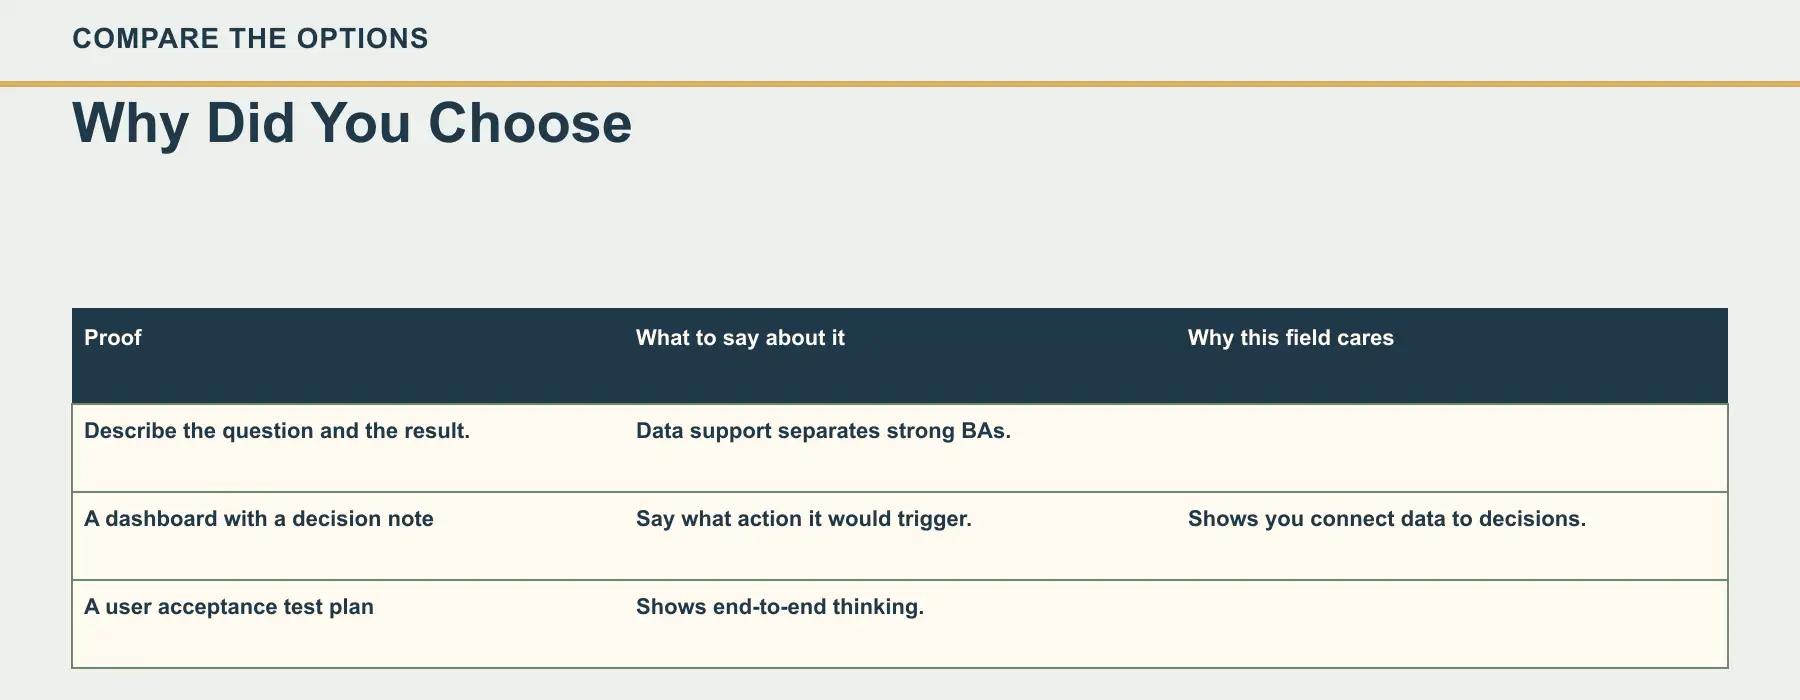 COMPARE THE OPTIONS
Why Did You Choose
Proof What to say about it Why this field cares
Describe the question and the result. Data support separates strong BAs.
A dashboard with a decision note Say what action it would trigger. Shows you connect data to decisions.
A user acceptance test plan Shows end-to-end thinking.